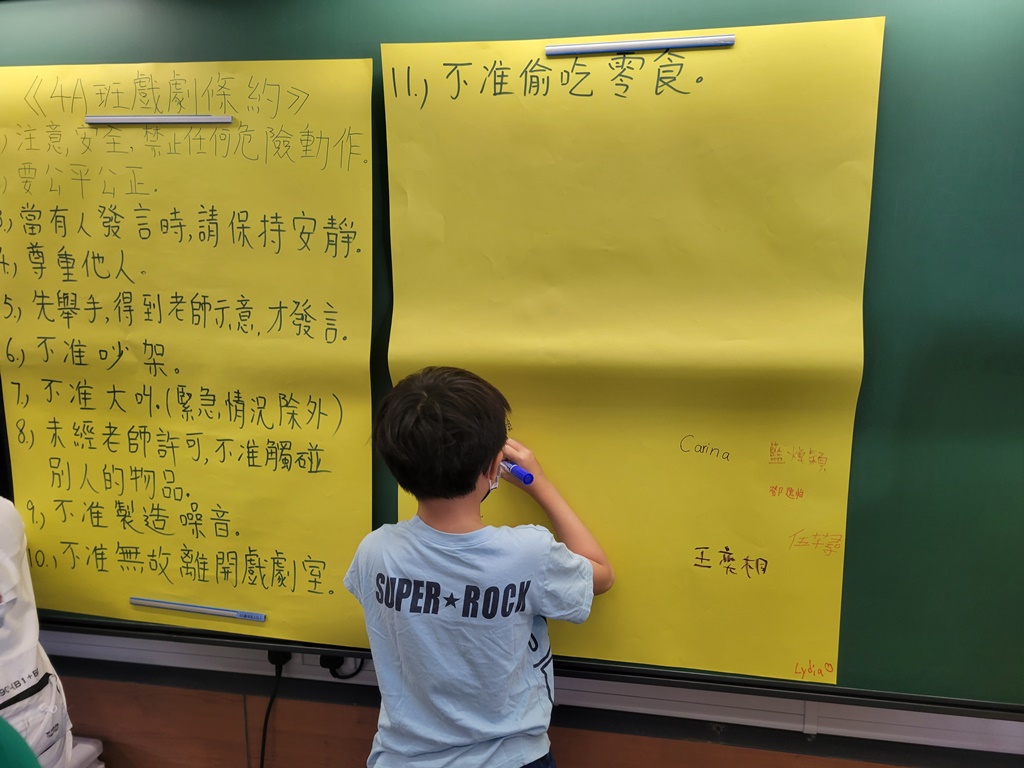 《4A班戲劇條約》
注意,安全,禁止任何危險動作.
要公平公正.
3.,當有人發言時,請保持安靜.
4.,尊重他人。
5.,先舉手,得到老師示意,才發言.
6.,不准吵架。
7.,不准大叫.(緊急情況除外)
8.,未經老師許可,不准觸碰
別人的物品.
9.,不准製造噪音.
10.,不准無故離開戲劇室.
11.,不准偷吃零食。
Carina
王奕相
Lydia
SUPER★ROCK